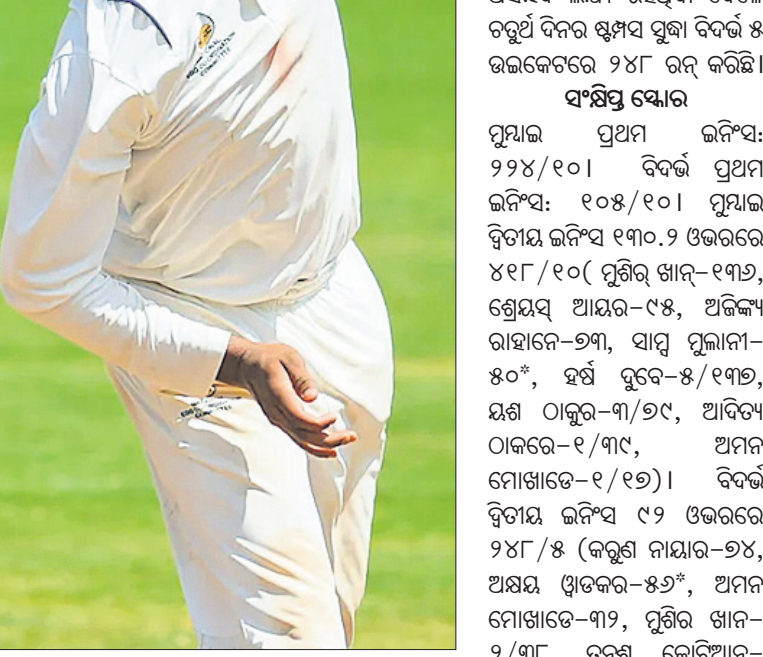 ଚତୁର୍ଥ ଦିନର ଷ୍ଟମ୍ପସ ସୁଦ୍ଧା ବିଦର୍ଭ ୫
ଉଇକେଟରେ ୨୪୮ ରନ୍ କରିଛି।
ସଂକ୍ଷିପ୍ତ ସ୍କୋର
ମୁମ୍ବାଇ ପ୍ରଥମ ଇନିଂସ:
୨୨୪/୧୦। ବିଦର୍ଭ ପ୍ରଥମ
ଇନିଂସ: ୧୦୫/୧୦। ମୁମ୍ବାଇ
ଦ୍ୱିତୀୟ ଇନିଂସ ୧୩୦.୨ ଓଭରରେ
୪୧୮/୧୦( ମୁଶିର୍ ଖାନ୍–୧୩୬,
ଶ୍ରେୟସ୍ ଆୟର–୯୫, ଅଜିଙ୍କ୍ୟ
ରାହାନେ–୭୩, ସାମ୍ସ ମୁଲାନୀ–
୫୦*, ହର୍ଷ ଦୁବେ–୫/୧୩୭,
ୟଶ ଠାକୁର–୩/୭୯, ଆଦିତ୍ୟ
ଠାକରେ–୧/୩୯, ଅମନ
ମୋଖାଡେ–୧/୧୭)। ବିଦର୍ଭ
ଦ୍ୱିତୀୟ ଇନିଂସ ୯୨ ଓଭରରେ
୨୪୮/୫ (କରୁଣ ନାୟାର–୭୪,
ଅକ୍ଷୟ ୱାଡକର–୫୬*, ଅମନ
ମୋଖାଡେ–୩୨, ମୁଶିର ଖାନ–